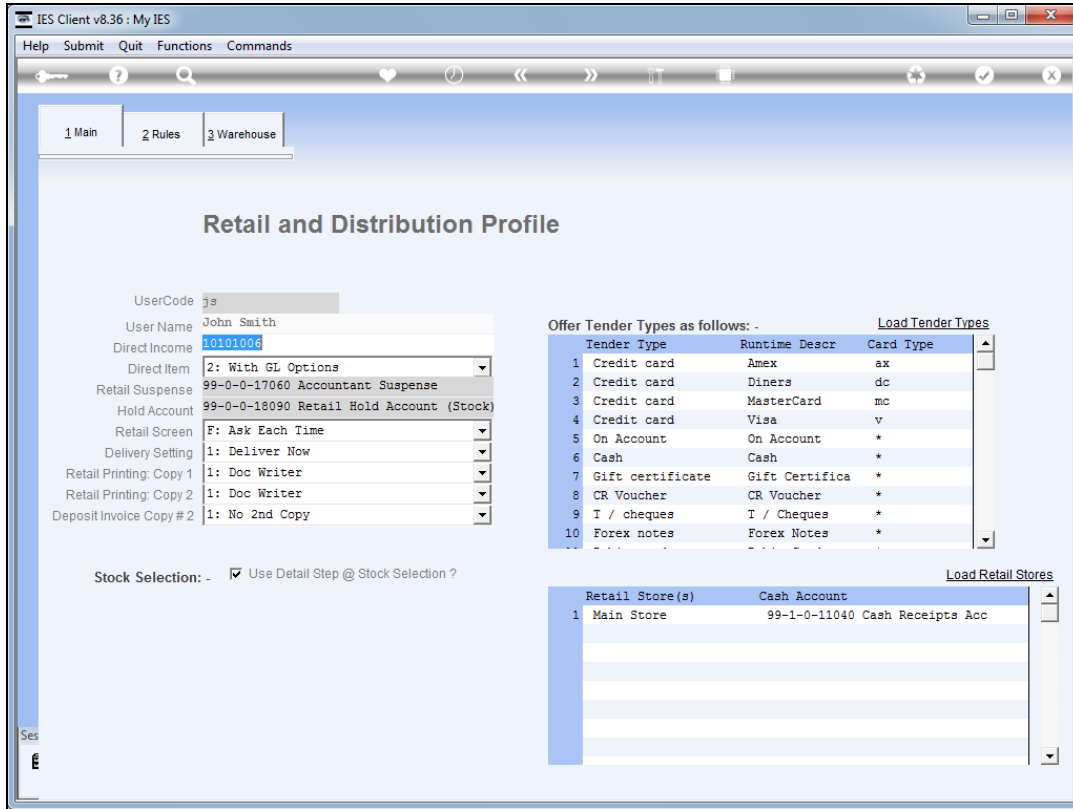 IES Client v8.36 : My IES
Help Submit Quit Functions Commands
1 Main
2 Rules
3 Warehouse
Retail and Distribution Profile
UserCode js
User Name John Smith
Direct Income 10101006
Direct Item 2: With GL Options
Retail Suspense 99-0-0-17060 Accountant Suspense
Hold Account 99-0-0-18090 Retail Hold Account (Stock)
Retail Screen F: Ask Each Time
Delivery Setting 1: Deliver Now
Retail Printing: Copy 1 1: Doc Writer
Retail Printing: Copy 2 1: Doc Writer
Deposit Invoice Copy # 2 1: No 2nd Copy
Stock Selection: - Use Detail Step @ Stock Selection ?
Offer Tender Types as follows: - Load Tender Types
Tender Type Runtime Descr Card Type
1 Credit card Amex ax
2 Credit card Diners dc
3 Credit card MasterCard mc
4 Credit card Visa v
5 On Account On Account *
6 Cash Cash *
7 Gift certificate Gift Certifica *
8 CR Voucher CR Voucher *
9 T / cheques T / Cheques *
10 Forex notes Forex Notes *
Load Retail Stores
Retail Store(s) Cash Account
1 Main Store 99-1-0-11040 Cash Receipts Acc
Ses